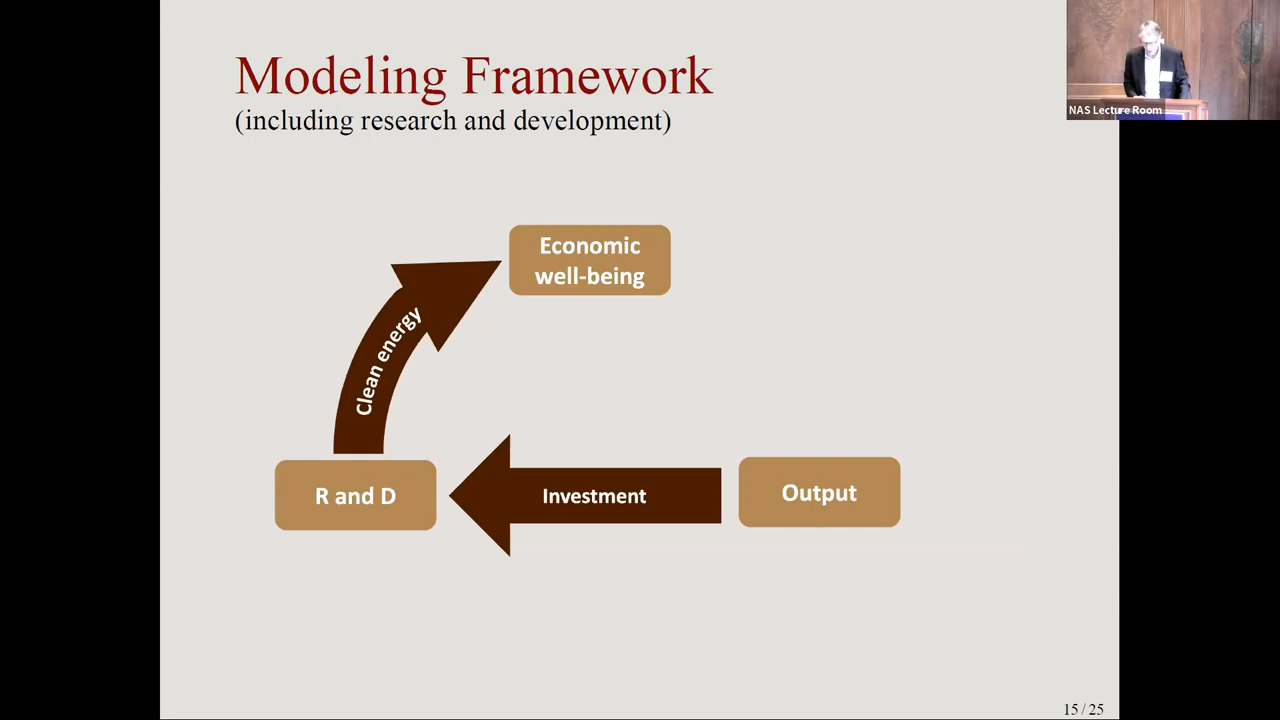 Modeling Framework
(including research and development)
NAS Lecture Room
Economic
well-being
Clean energy
R and D
Investment
Output
15 / 25